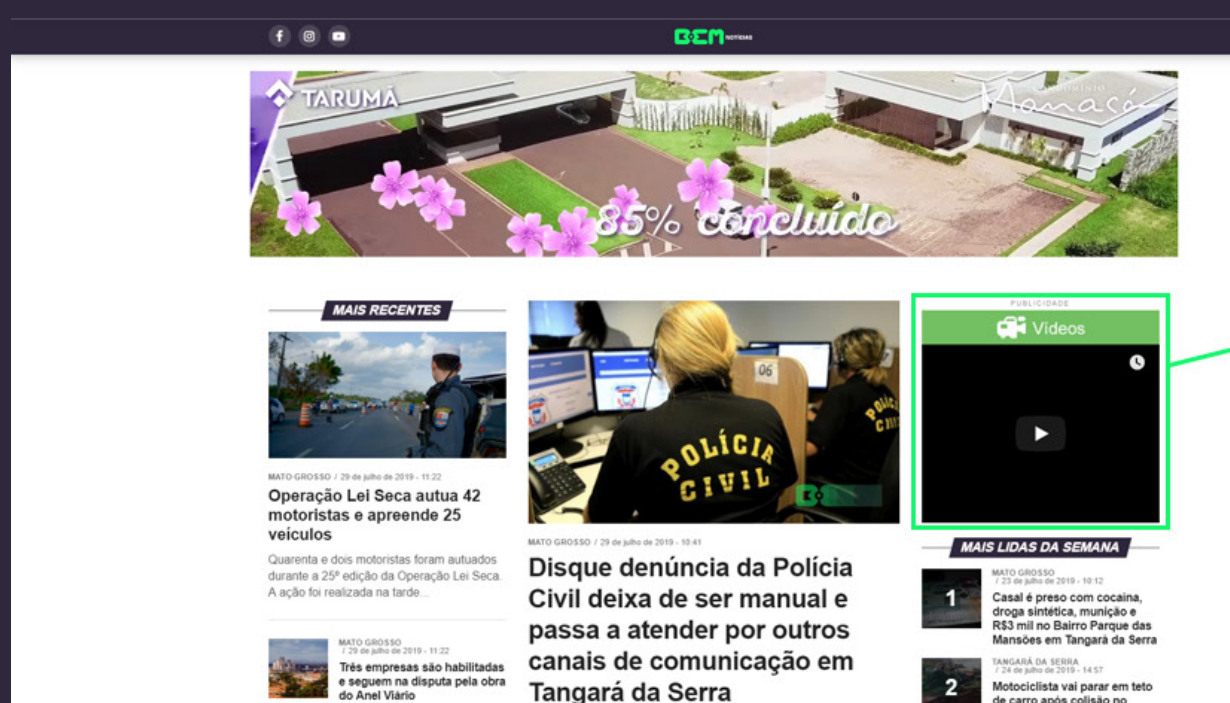 BEM NOTÍCIAS
TARUMÃ
CONDOMÍNIO
Manacá
85% concluído
MAIS RECENTES
MATO GROSSO / 29 de julho de 2019 - 11:22
Operação Lei Seca autua 42
motoristas e apreende 25
veículos
Quarenta e dois motoristas foram autuados
durante a 25ª edição da Operação Lei Seca.
A ação foi realizada na tarde...
MATO GROSSO
/ 29 de julho de 2019 - 11:22
Três empresas são habilitadas
e seguem na disputa pela obra
do Anel Viário
06
POLÍCIA
CIVIL
POLÍCIA
CIVIL
MATO GROSSO / 29 de julho de 2019 - 10:41
Disque denúncia da Polícia
Civil deixa de ser manual e
passa a atender por outros
canais de comunicação em
Tangará da Serra
PUBLICIDADE
Vídeos
MAIS LIDAS DA SEMANA
1
MATO GROSSO
/ 23 de julho de 2019 - 10:12
Casal é preso com cocaína,
droga sintética, munição e
R$3 mil no Bairro Parque das
Mansões em Tangará da Serra
2
TANGARÁ DA SERRA
/ 24 de julho de 2019 - 14:57
Motociclista vai parar em teto
de carro após colisão no